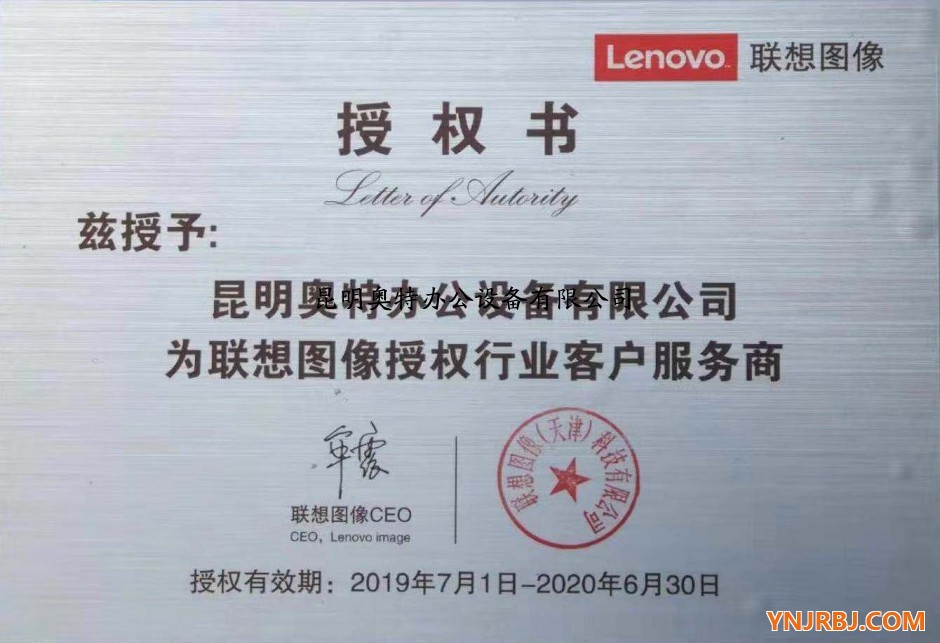 Lenovo 联想图像
授权书
Letter of Autority
兹授予:
昆明奥特办公设备有限公司
昆明奥特办公设备有限公司
为联想图像授权行业客户服务商
联想图像(天津)科技有限公司
联想图像CEO
CEO, Lenovo image
授权有效期: 2019年7月1日-2020年6月30日
YNJRBJ.COM